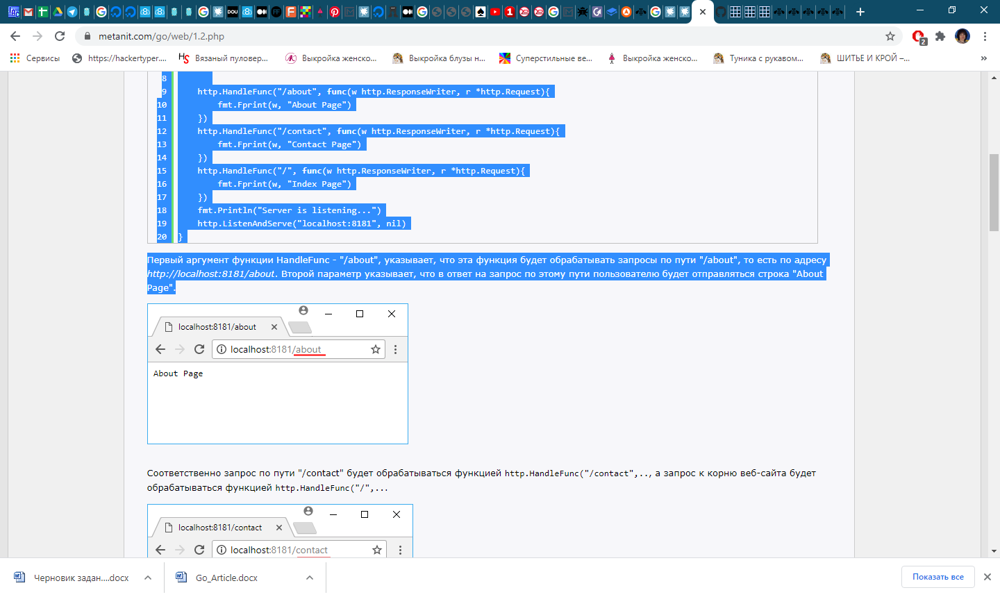 metanit.com/go/web/1.2.php
2
Сервисы
https://hackertyper....
Вязаный пуловер...
Выкройка женско...
Выкройка блузы н...
Суперстильные ве...
Выкройка женско...
Туника с рукавом...
ШИТЬЕ И КРОЙ –...
»
8
9 http.HandleFunc("/about", func(w http.ResponseWriter, r *http.Request){
10 fmt.Fprint(w, "About Page")
11 })
12 http.HandleFunc("/contact", func(w http.ResponseWriter, r *http.Request){
13 fmt.Fprint(w, "Contact Page")
14 })
15 http.HandleFunc("/", func(w http.ResponseWriter, r *http.Request){
16 fmt.Fprint(w, "Index Page")
17 })
18 fmt.Println("Server is listening...")
19 http.ListenAndServe("localhost:8181", nil)
20 }
Первый аргумент функции HandleFunc - "/about", указывает, что эта функция будет обрабатывать запросы по пути "/about", то есть по адресу
http://localhost:8181/about. Второй параметр указывает, что в ответ на запрос по этому пути пользователю будет отправляться строка "About
Page".
localhost:8181/about
localhost:8181/about
About Page
Соответственно запрос по пути "/contact" будет обрабатываться функцией http.HandleFunc("/contact",.., а запрос к корню веб-сайта будет
обрабатываться функцией http.HandleFunc("/",...
localhost:8181/contact
localhost:8181/contact
Черновик задан....docx
Go_Article.docx
Показать все